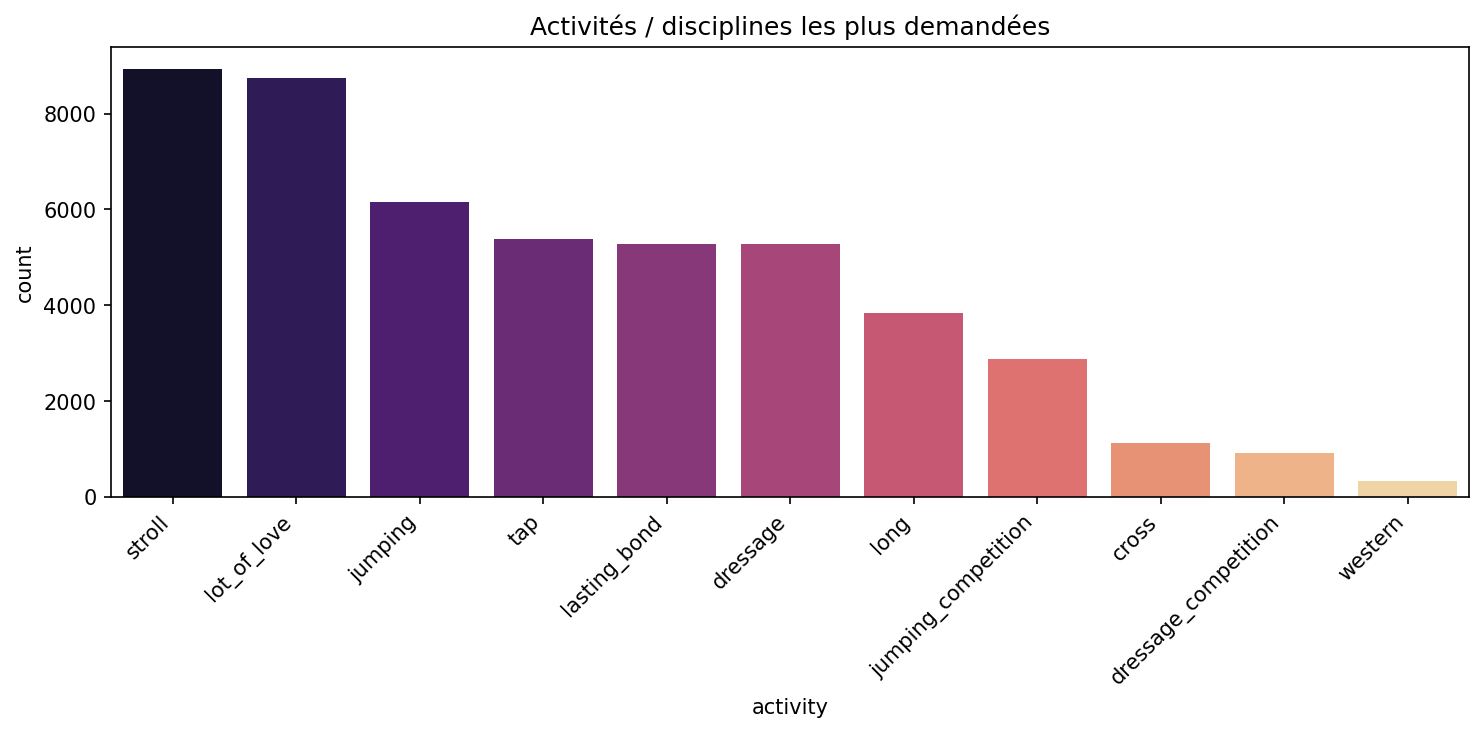 Activités / disciplines les plus demandées
count
8000
6000
4000
2000
0
stroll
lot_of_love
jumping
tap
lasting_bond
dressage
long
jumping_competition
cross
dressage_competition
western
activity